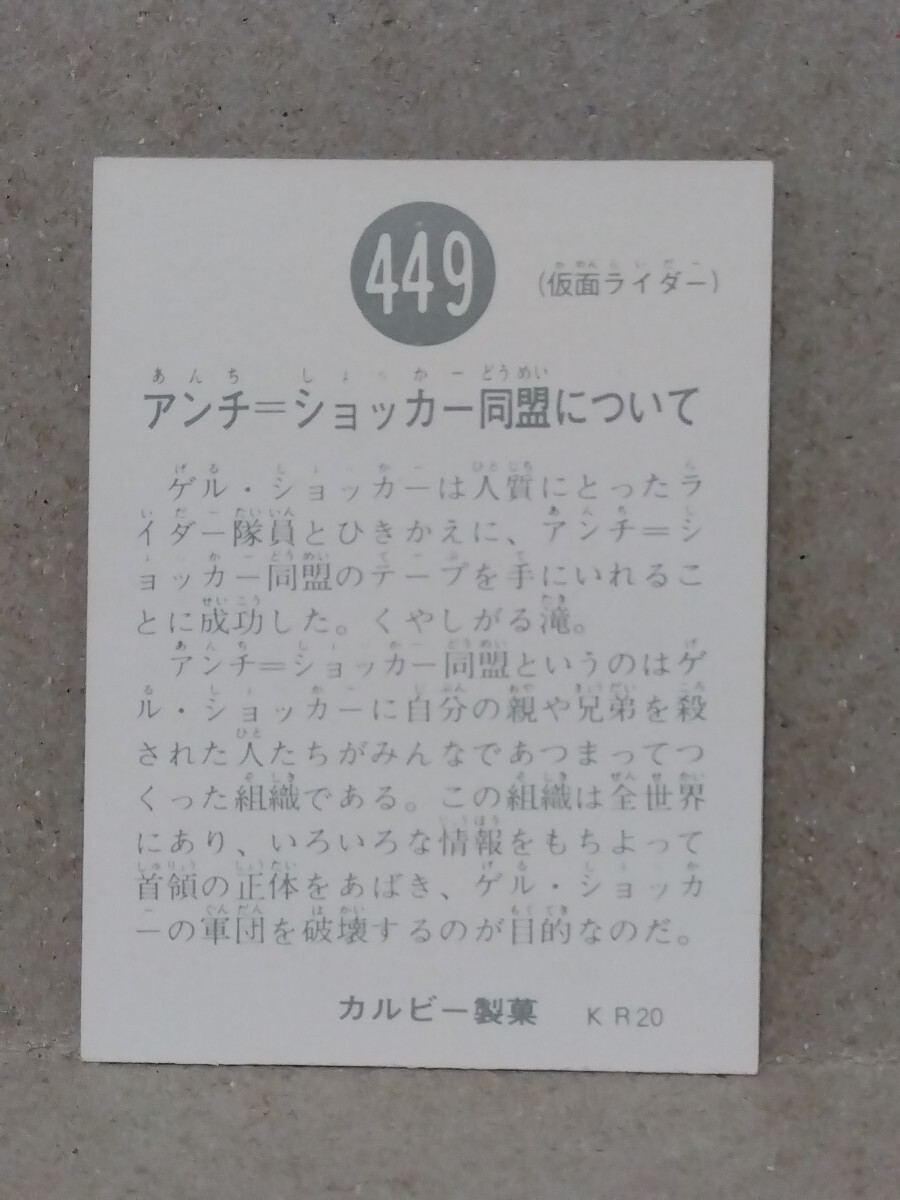 449
(仮面ライダー)
アンチ=ショッカー同盟について
ゲル・ショッカーは人質にとったラ
イダー隊員とひきかえに、アンチ=シ
ョッカー同盟のテープを手にいれるこ
とに成功した。くやしがる滝。
アンチ=ショッカー同盟というのはゲ
ル・ショッカーに自分の親や兄弟を殺
された人たちがみんなであつまってつ
くった組織である。この組織は全世界
にあり、いろいろな情報をもちよって
首領の正体をあばき、ゲル・ショッカ
ーの軍団を破壊するのが目的なのだ。
カルビー製菓 KR20